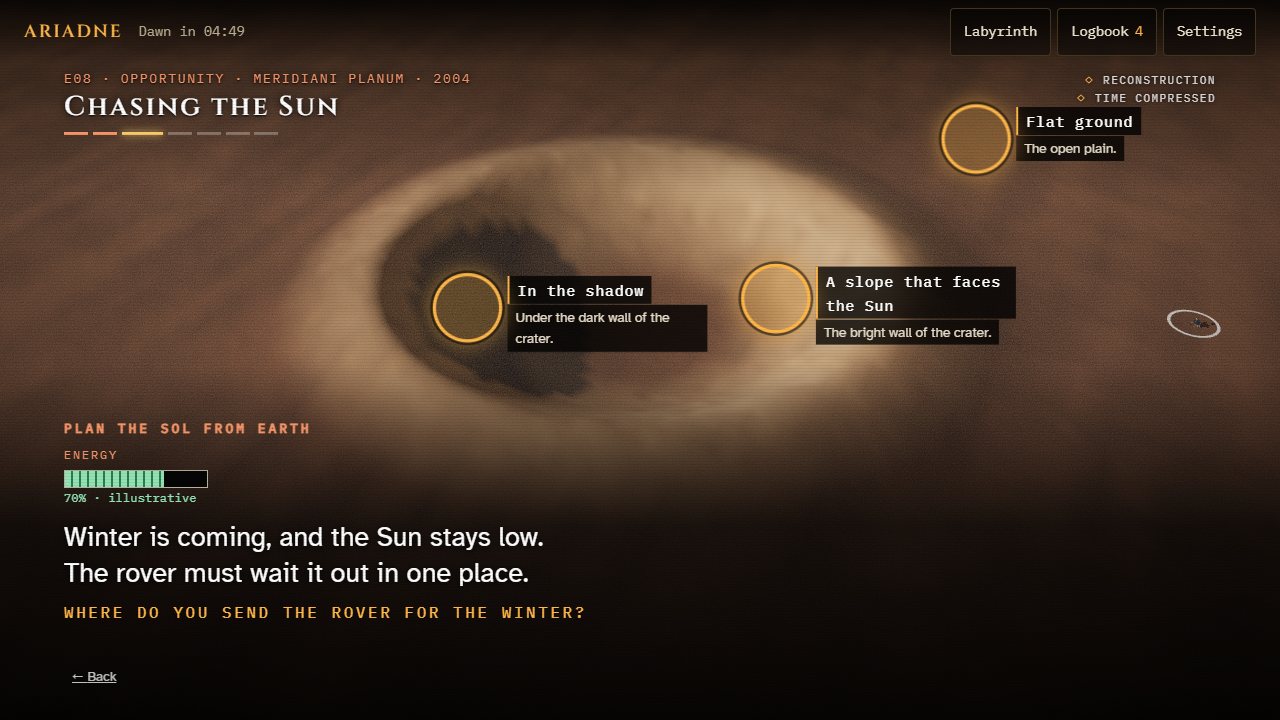 ARIADNE Dawn in 04:49
Labyrinth
Logbook 4
Settings
E08 · OPPORTUNITY · MERIDIANI PLANUM · 2004
CHASING THE SUN
◇ RECONSTRUCTION
◇ TIME COMPRESSED
Flat ground
The open plain.
In the shadow
Under the dark wall of the
crater.
A slope that faces
the Sun
The bright wall of the crater.
PLAN THE SOL FROM EARTH
ENERGY
70% · illustrative
Winter is coming, and the Sun stays low.
The rover must wait it out in one place.
WHERE DO YOU SEND THE ROVER FOR THE WINTER?
← Back